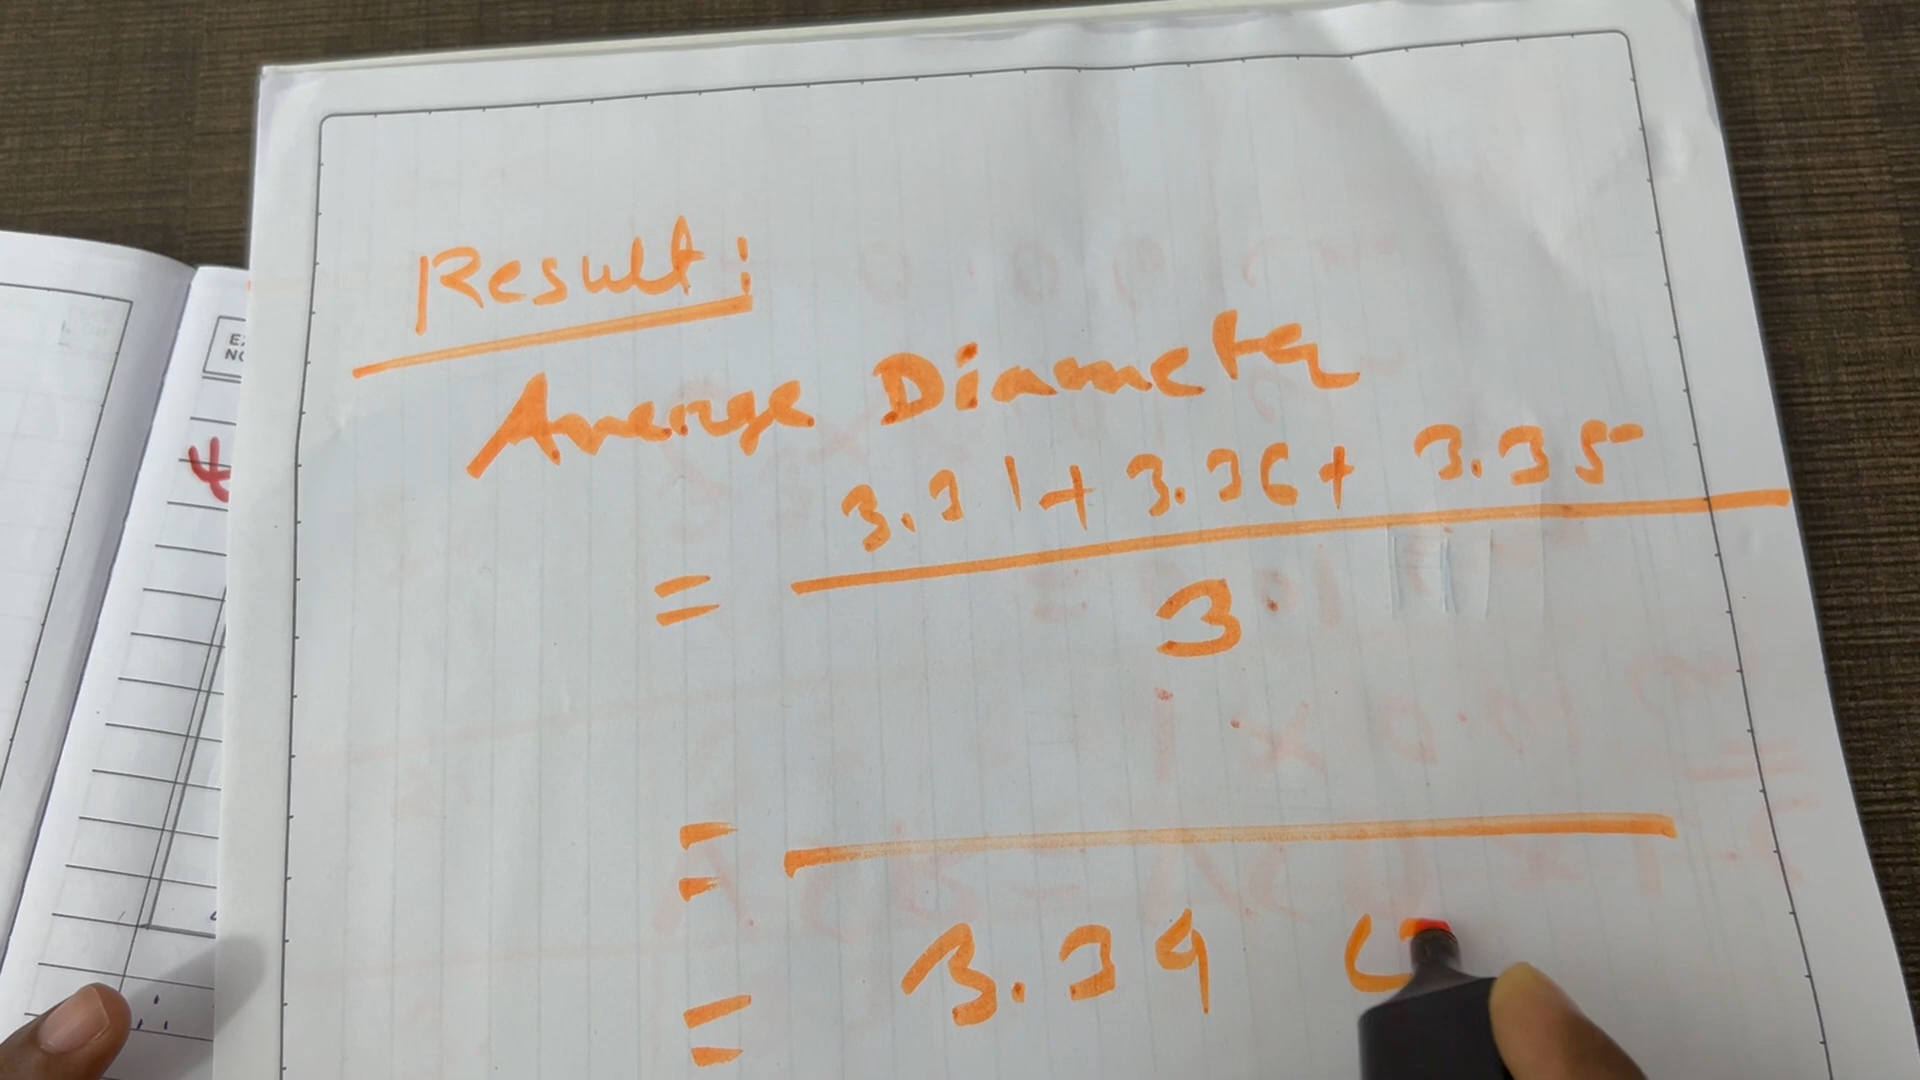 Result:
Average Diameter
= 3.31 + 3.36 + 3.35
3
=
= 3.34 c